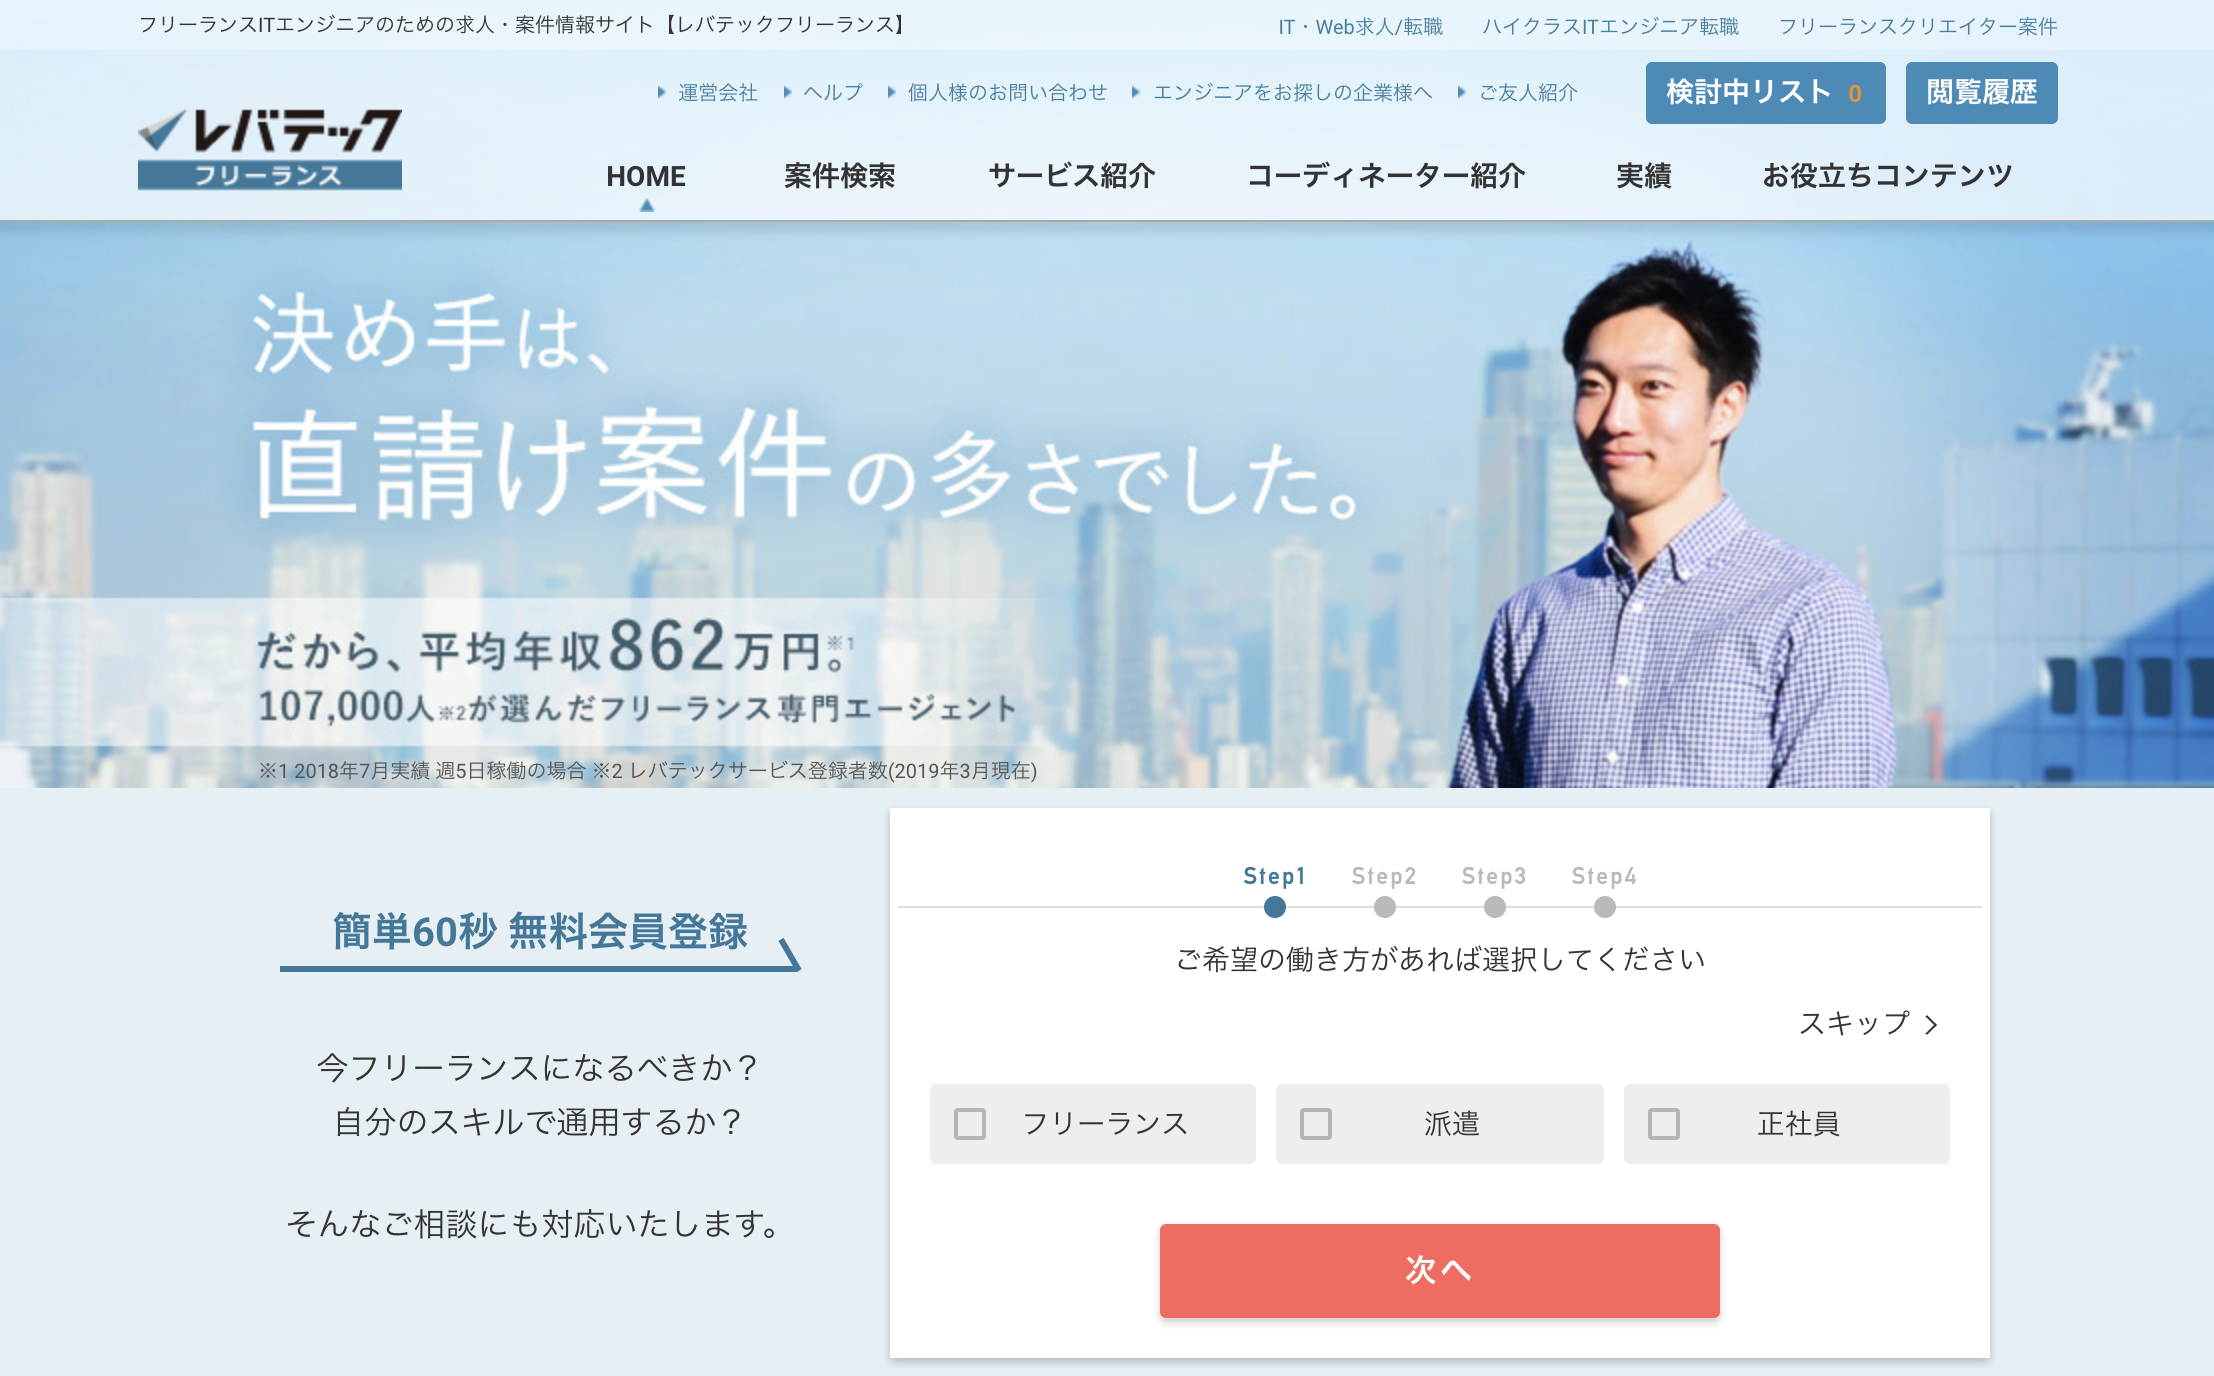 フリーランスITエンジニアのための求人・案件情報サイト【レバテックフリーランス】
IT・Web求人/転職 ハイクラスITエンジニア転職 フリーランスクリエイター案件
運営会社 ヘルプ 個人様のお問い合わせ エンジニアをお探しの企業様へ ご友人紹介
検討中リスト 0 閲覧履歴
レバテック
フリーランス
HOME 案件検索 サービス紹介 コーディネーター紹介 実績 お役立ちコンテンツ
決め手は、
直請け案件の多さでした。
だから、平均年収862万円。※1
107,000人※2が選んだフリーランス専門エージェント
※1 2018年7月実績 週5日稼働の場合 ※2 レバテックサービス登録者数(2019年3月現在)
簡単60秒 無料会員登録
今フリーランスになるべきか？
自分のスキルで通用するか？
そんなご相談にも対応いたします。
Step1 Step2 Step3 Step4
ご希望の働き方があれば選択してください
スキップ
フリーランス 派遣 正社員
次へ